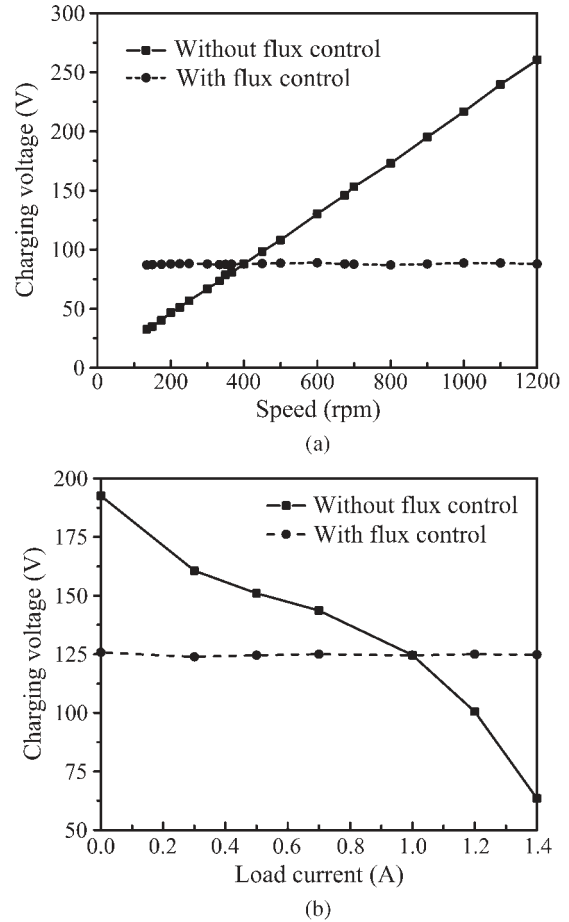 300
250
200
150
100
50
0
Charging voltage (V)
Without flux control
With flux control
0 200 400 600 800 1000 1200
Speed (rpm)
(a)
200
175
150
125
100
75
50
Charging voltage (V)
Without flux control
With flux control
0.0 0.2 0.4 0.6 0.8 1.0 1.2 1.4
Load current (A)
(b)